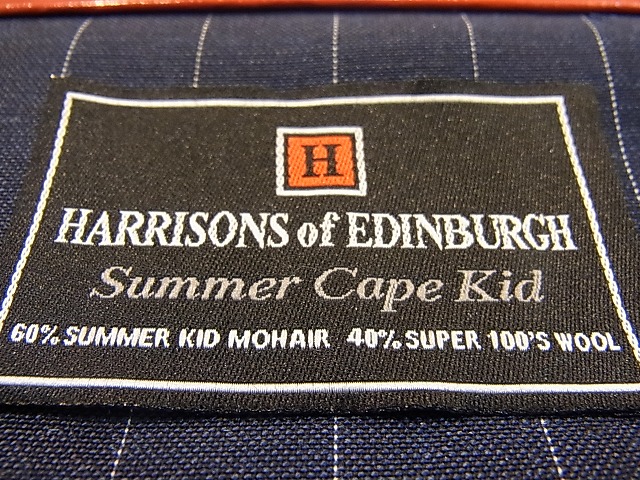 H
HARRISONS of EDINBURGH
Summer Cape Kid
60% SUMMER KID MOHAIR 40% SUPER 100'S WOOL